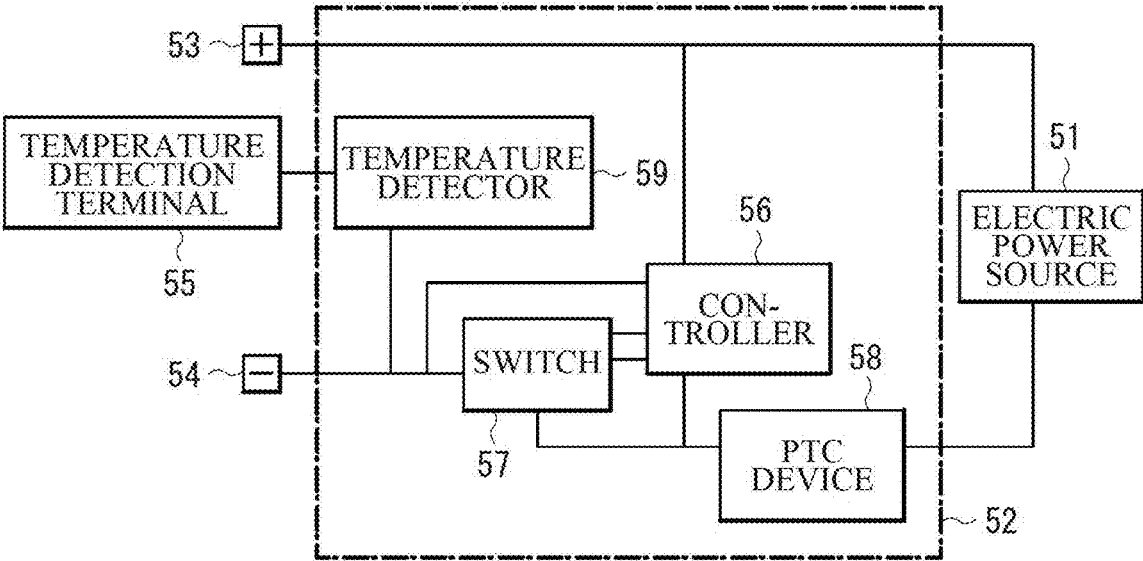 53
+
TEMPERATURE
DETECTION
TERMINAL
55
TEMPERATURE
DETECTOR
59
51
ELECTRIC
POWER
SOURCE
56
CON-
TROLLER
54
−
SWITCH
57
58
PTC
DEVICE
52